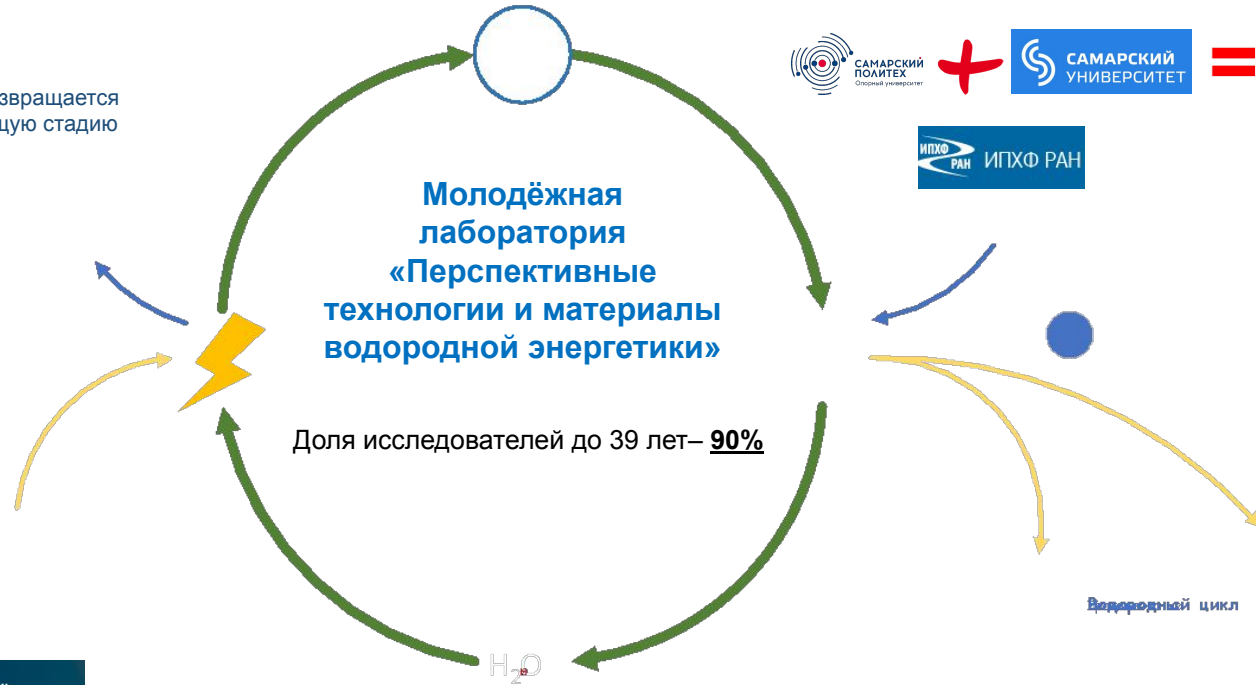 САМАРСКИЙ
ПОЛИТЕХ
Опорный университет
САМАРСКИЙ
УНИВЕРСИТЕТ
звращается
щую стадию
ИПХФ
РАН
ИПХФ РАН
Молодёжная
лаборатория
«Перспективные
технологии и материалы
водородной энергетики»
Доля исследователей до 39 лет– 90%
цикл
H2O